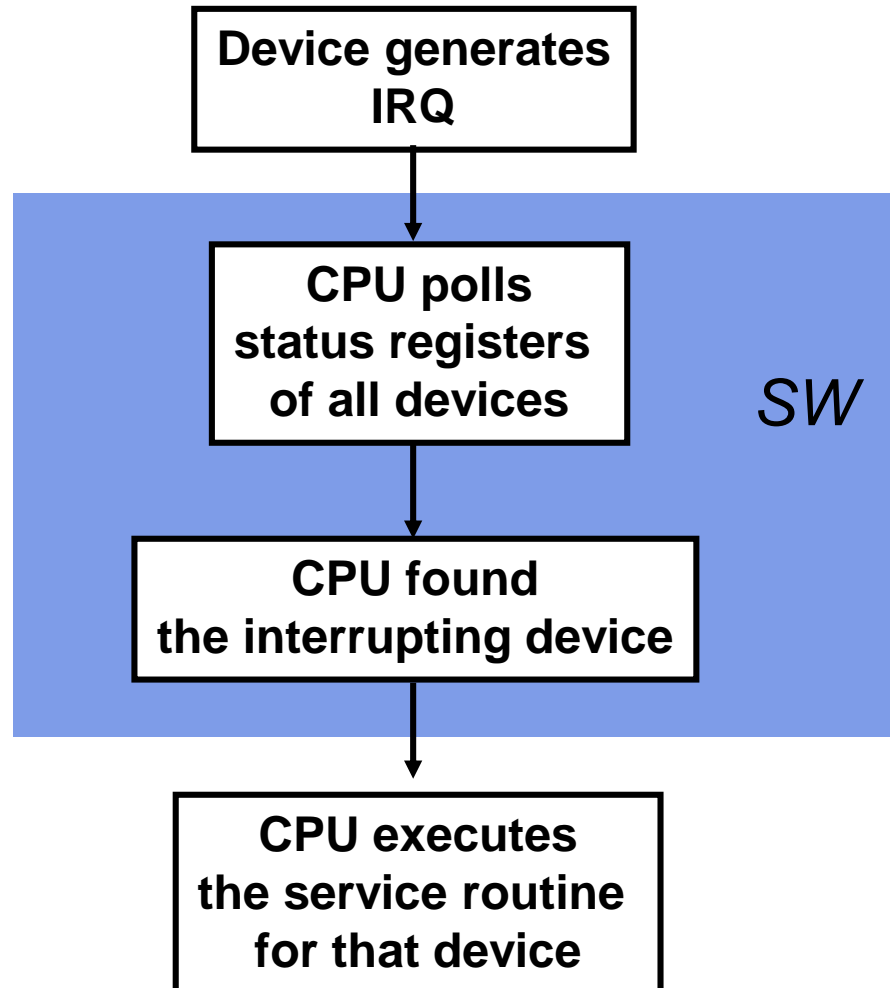 Device generates
IRQ
CPU polls
status registers
of all devices
SW
CPU found
the interrupting device
CPU executes
the service routine
for that device